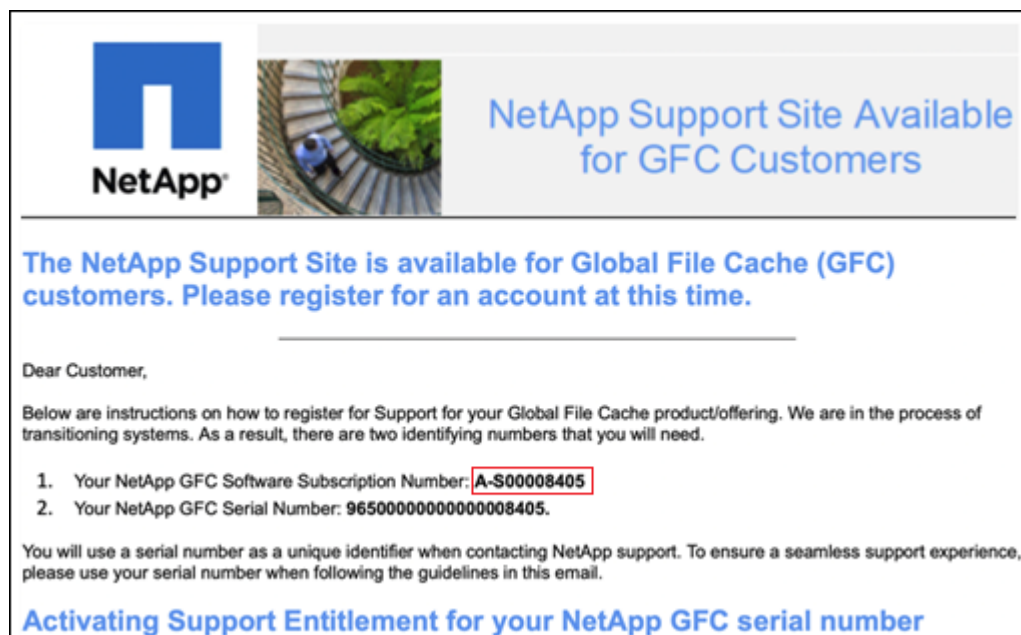 NetApp
NetApp Support Site Available
for GFC Customers
The NetApp Support Site is available for Global File Cache (GFC)
customers. Please register for an account at this time.
Dear Customer,
Below are instructions on how to register for Support for your Global File Cache product/offering. We are in the process of
transitioning systems. As a result, there are two identifying numbers that you will need.
1. Your NetApp GFC Software Subscription Number: A-S00008405
2. Your NetApp GFC Serial Number: 96500000000000008405.
You will use a serial number as a unique identifier when contacting NetApp support. To ensure a seamless support experience,
please use your serial number when following the guidelines in this email.
Activating Support Entitlement for your NetApp GFC serial number